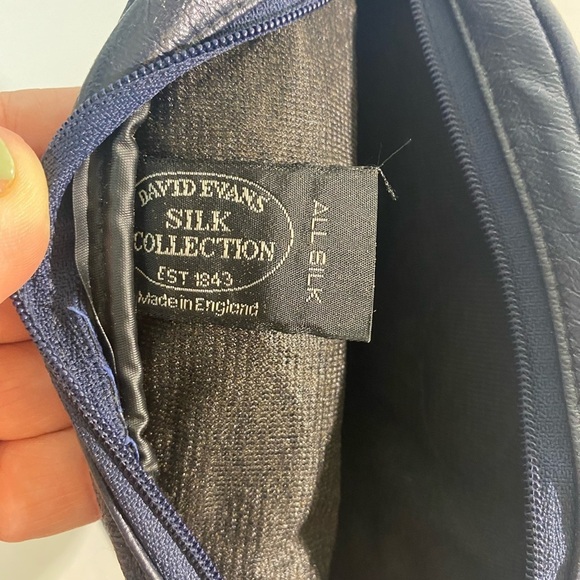 DAVID EVANS
SILK
COLLECTION
EST 1843
Made in England
ALL SILK